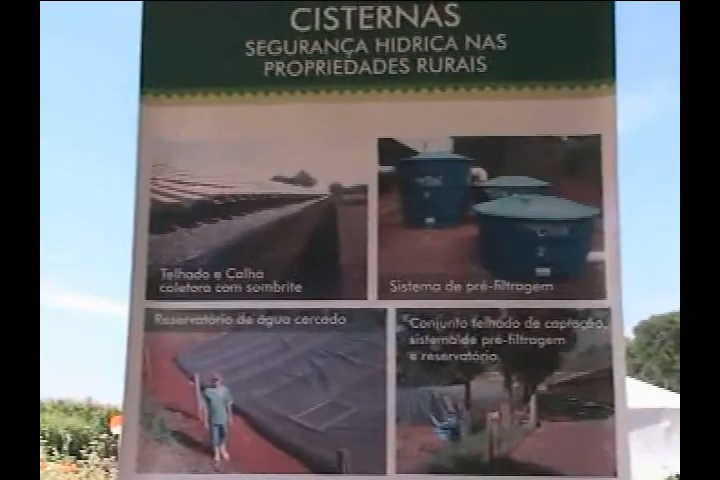 CISTERNAS
SEGURANÇA HIDRICA NAS
PROPRIEDADES RURAIS
Telhado e Calha
coletora com sombrite
Sistema de pré-filtragem
Reservatório de água cercado
Conjunto telhado de captação,
sistema de pré-filtragem
e reservatório